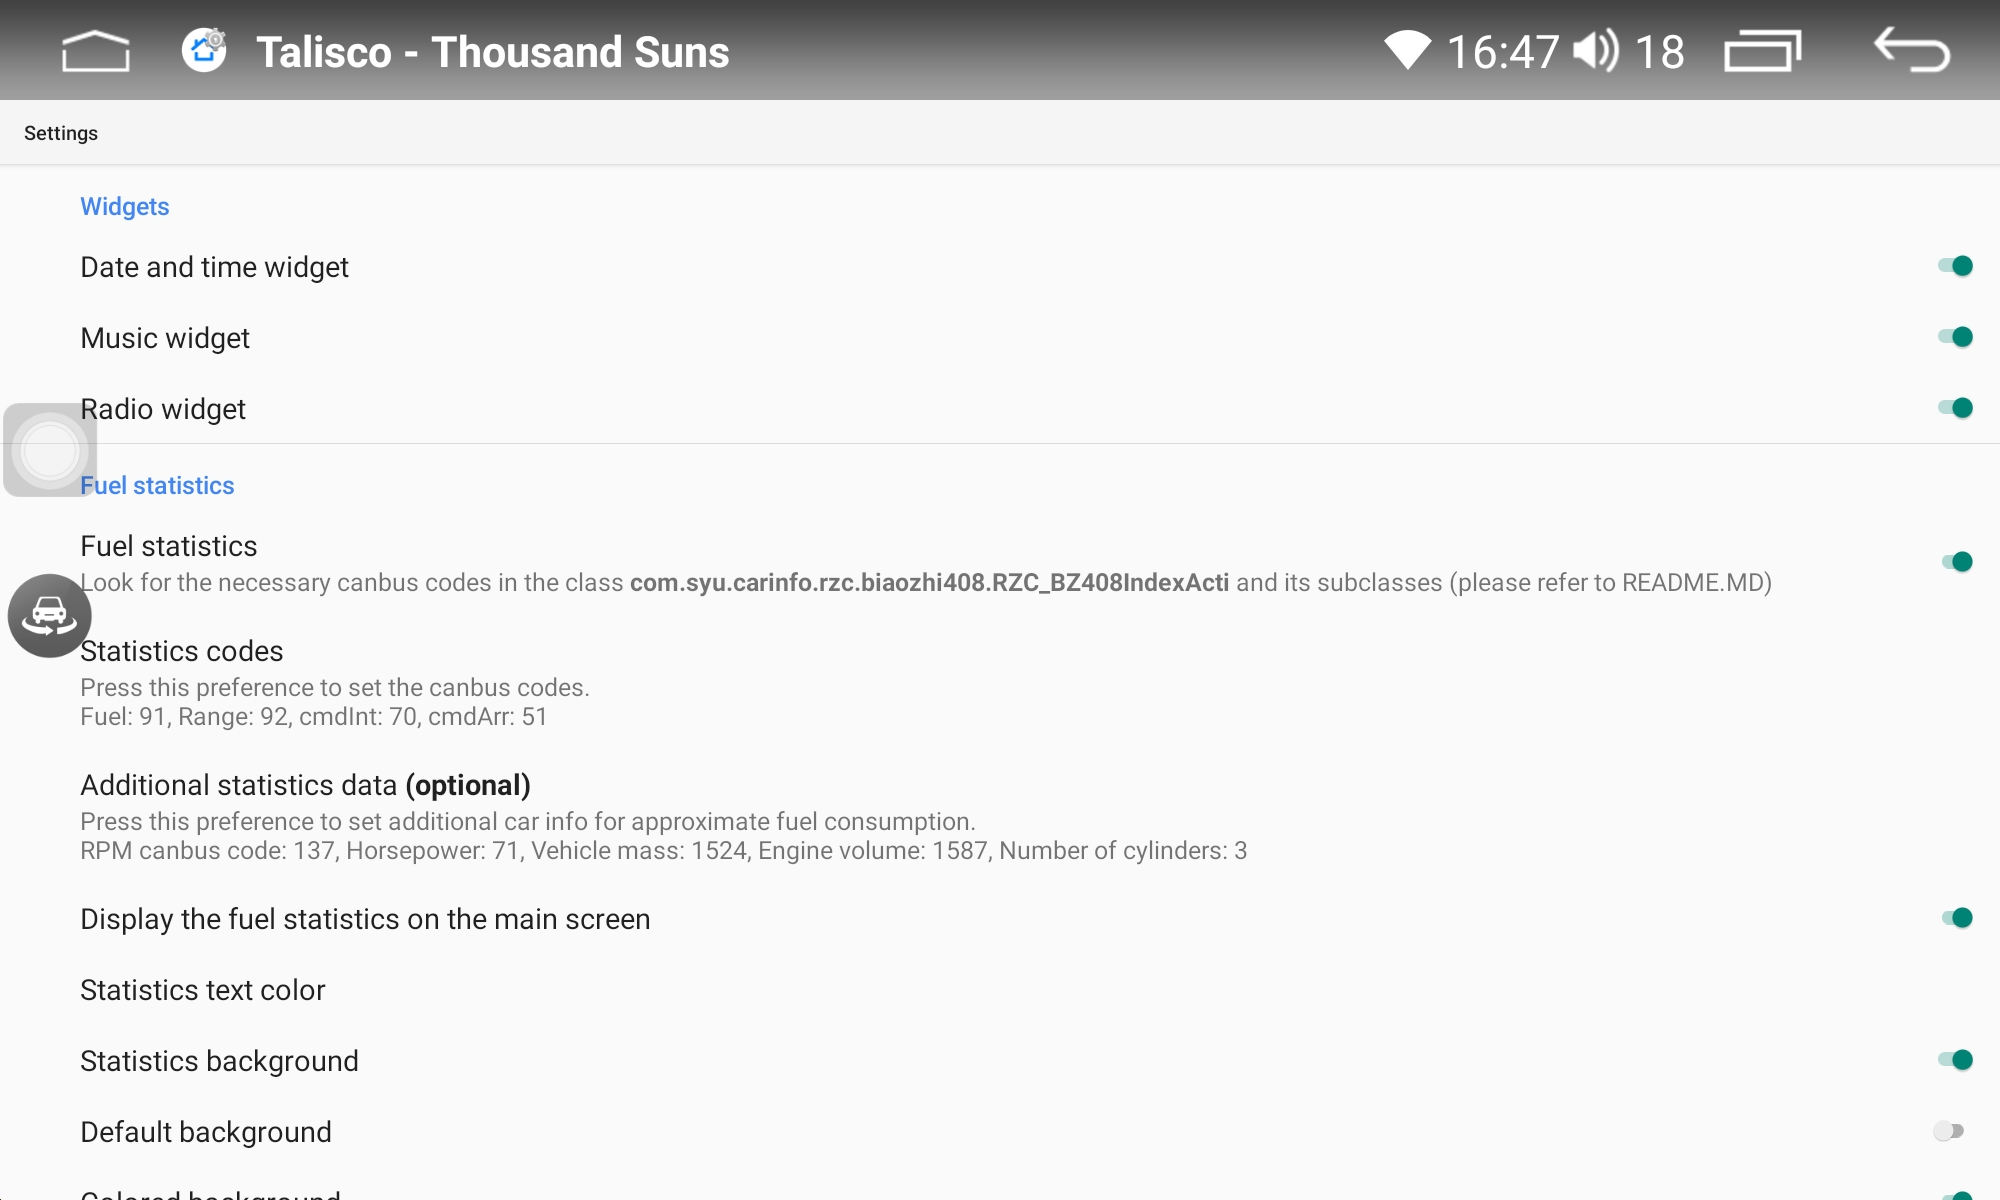 Talisco - Thousand Suns 16:47 18
Settings
Widgets
Date and time widget
Music widget
Radio widget
Fuel statistics
Fuel statistics
Look for the necessary canbus codes in the class com.syu.carinfo.rzc.biaozhi408.RZC_BZ408IndexActi and its subclasses (please refer to README.MD)
Statistics codes
Press this preference to set the canbus codes.
Fuel: 91, Range: 92, cmdInt: 70, cmdArr: 51
Additional statistics data (optional)
Press this preference to set additional car info for approximate fuel consumption.
RPM canbus code: 137, Horsepower: 71, Vehicle mass: 1524, Engine volume: 1587, Number of cylinders: 3
Display the fuel statistics on the main screen
Statistics text color
Statistics background
Default background
Colored background